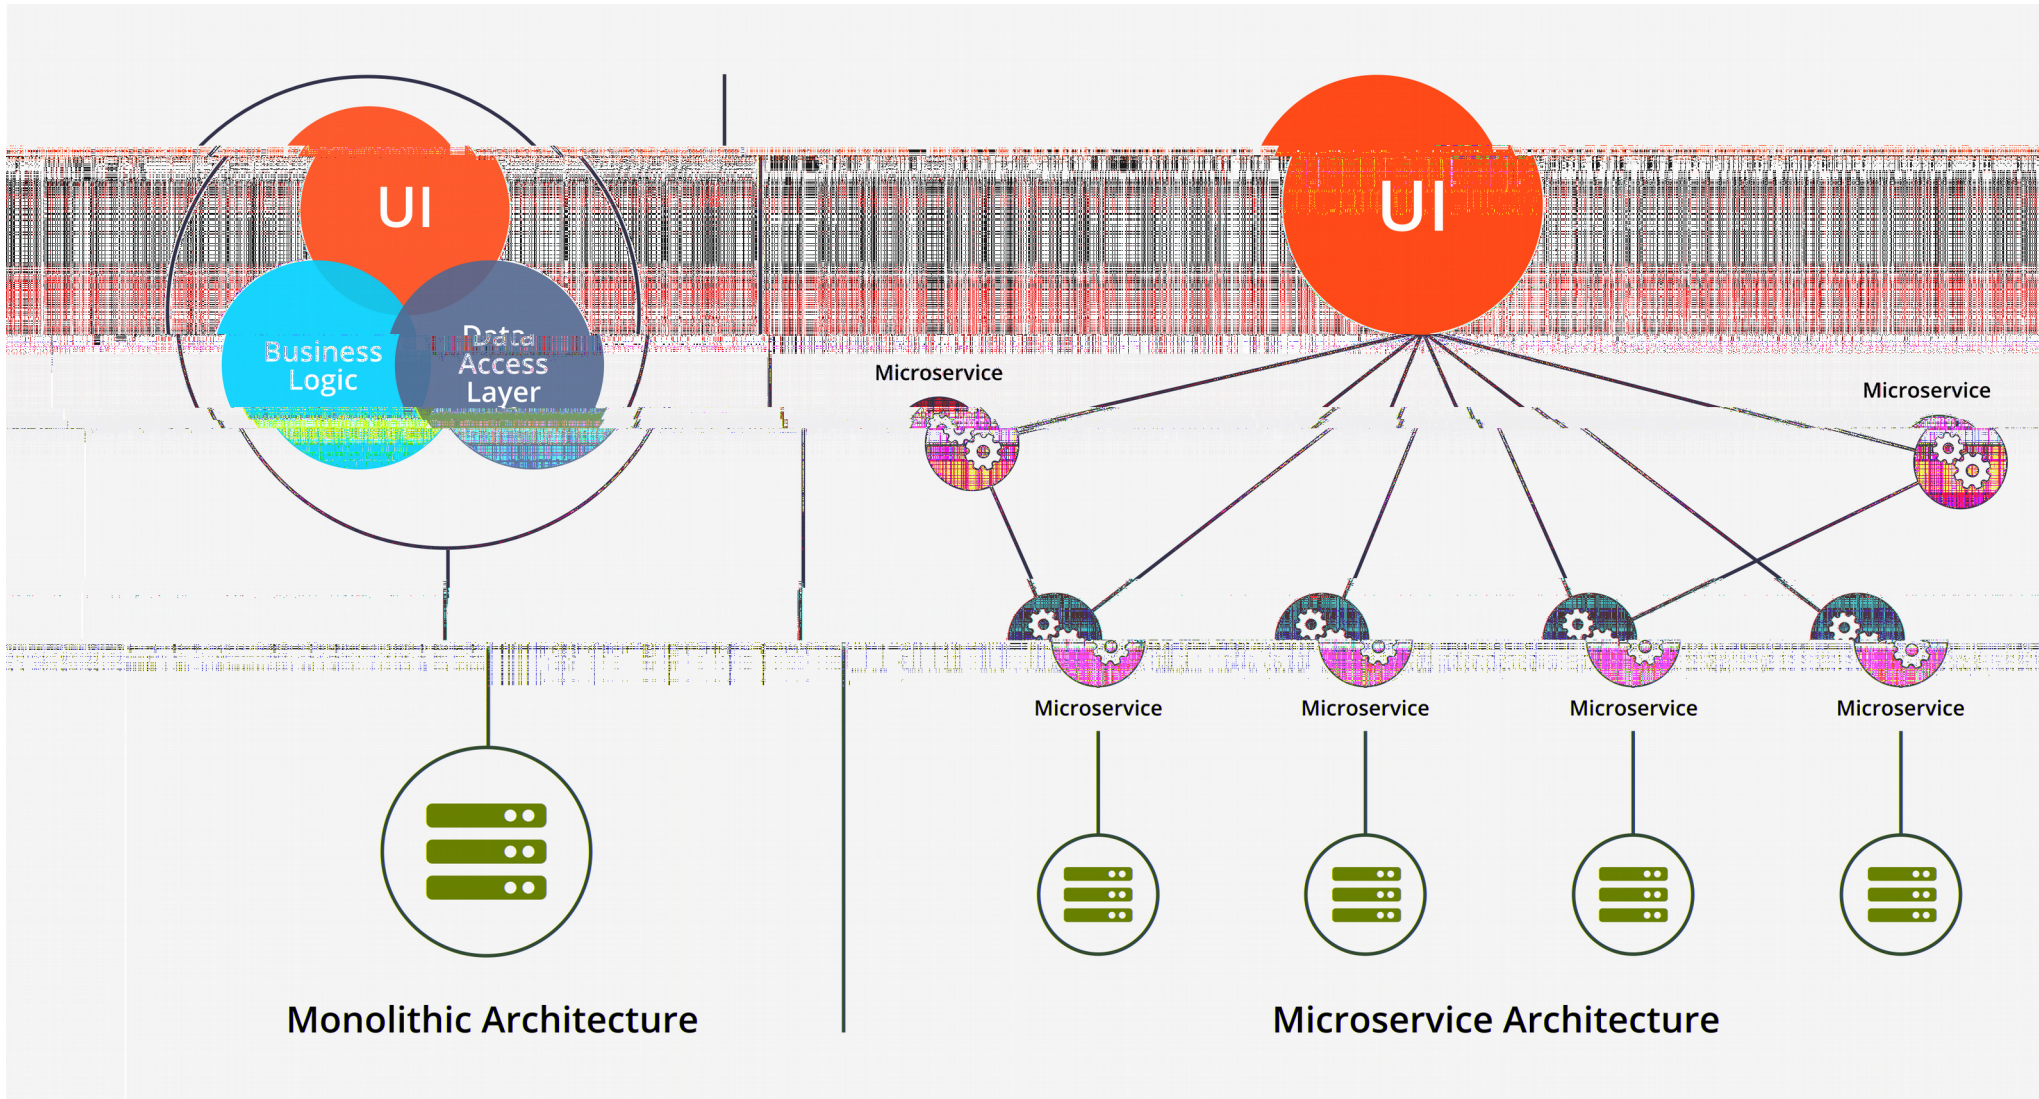 UI
Business
Logic
Data
Access
Layer
Monolithic Architecture
UI
Microservice
Microservice
Microservice
Microservice
Microservice
Microservice
Microservice Architecture